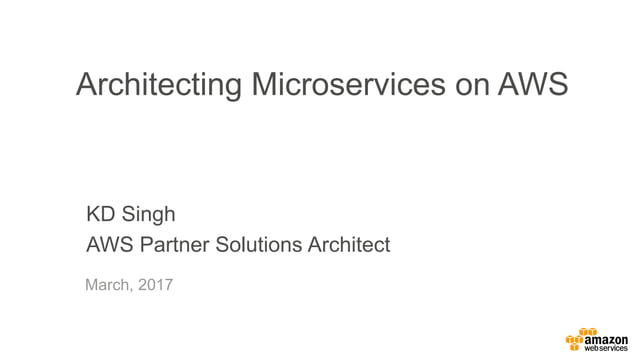 Architecting Microservices on AWS
KD Singh
AWS Partner Solutions Architect
March, 2017
amazon
webservices